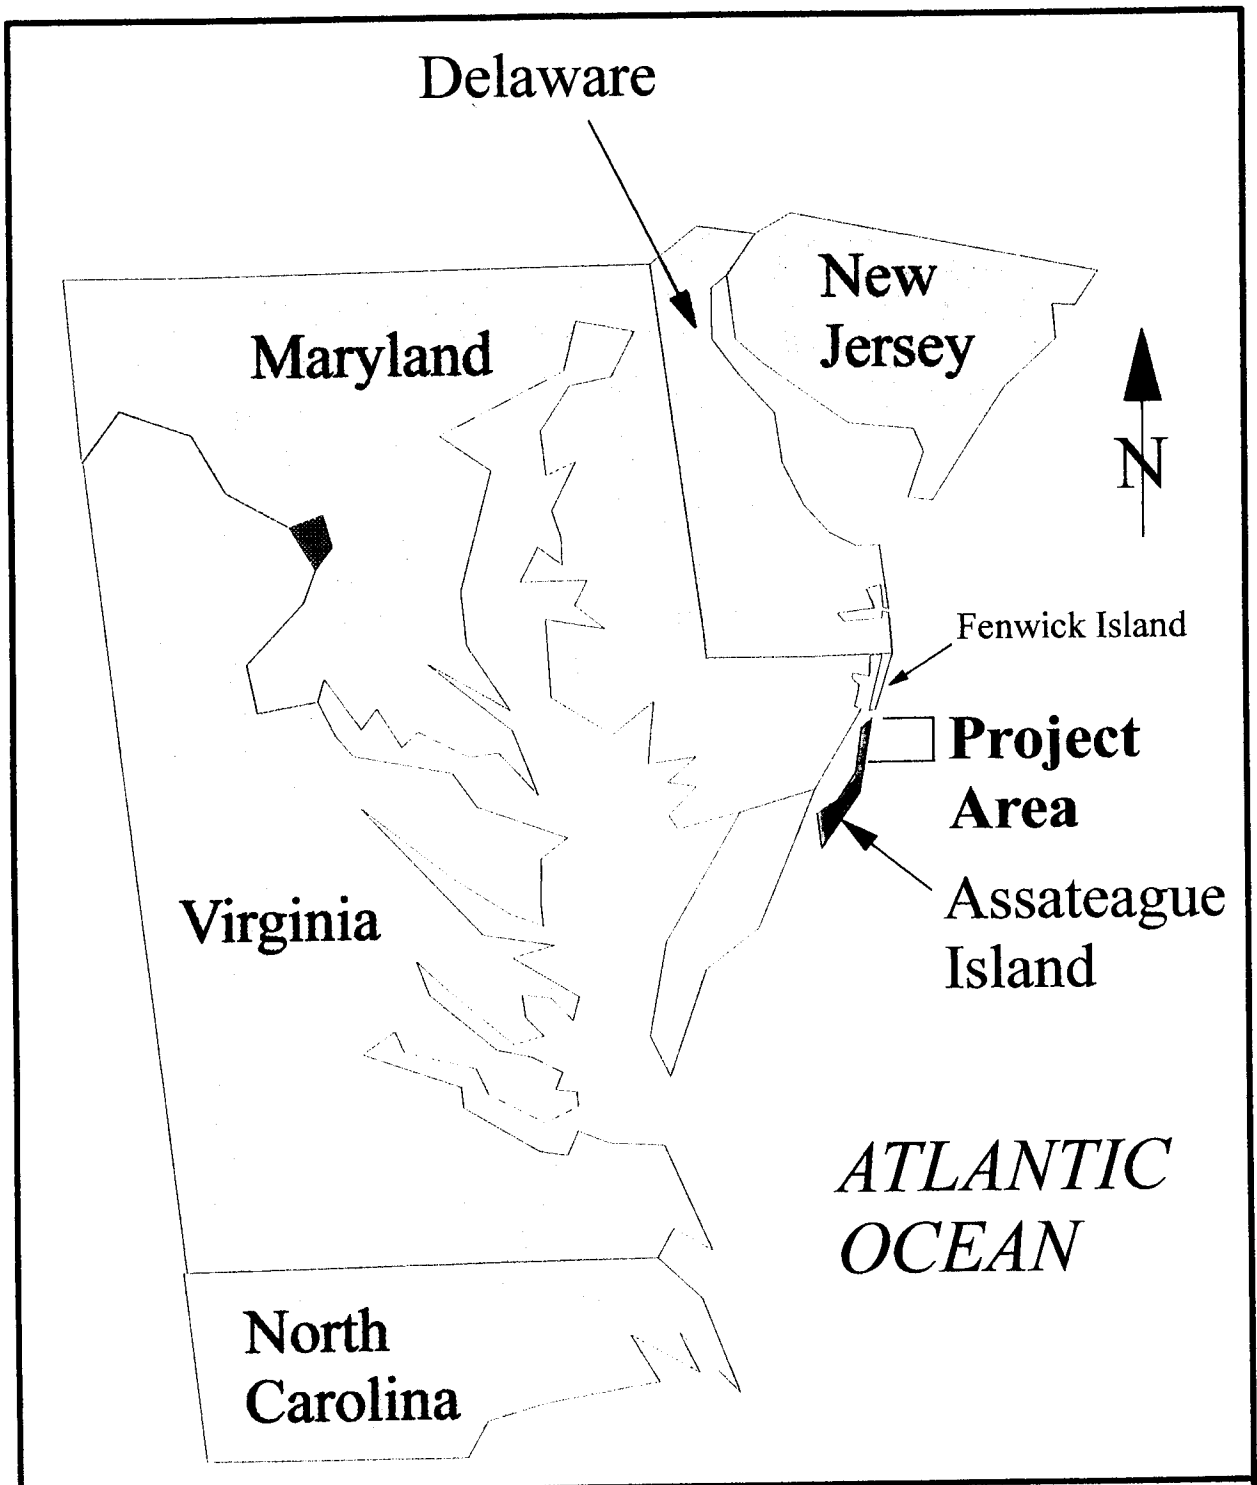 Delaware
New
Jersey
Maryland
N
Fenwick Island
Project
Area
Assateague
Island
Virginia
ATLANTIC
OCEAN
North
Carolina